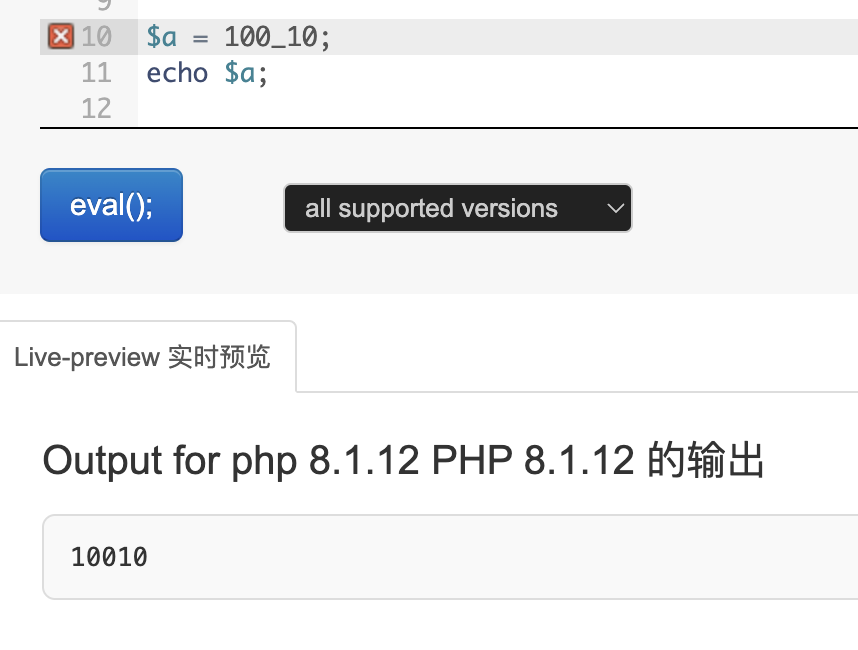 9
10 $a = 100_10;
11 echo $a;
12
eval();
all supported versions
Live-preview 实时预览
Output for php 8.1.12 PHP 8.1.12 的输出
10010